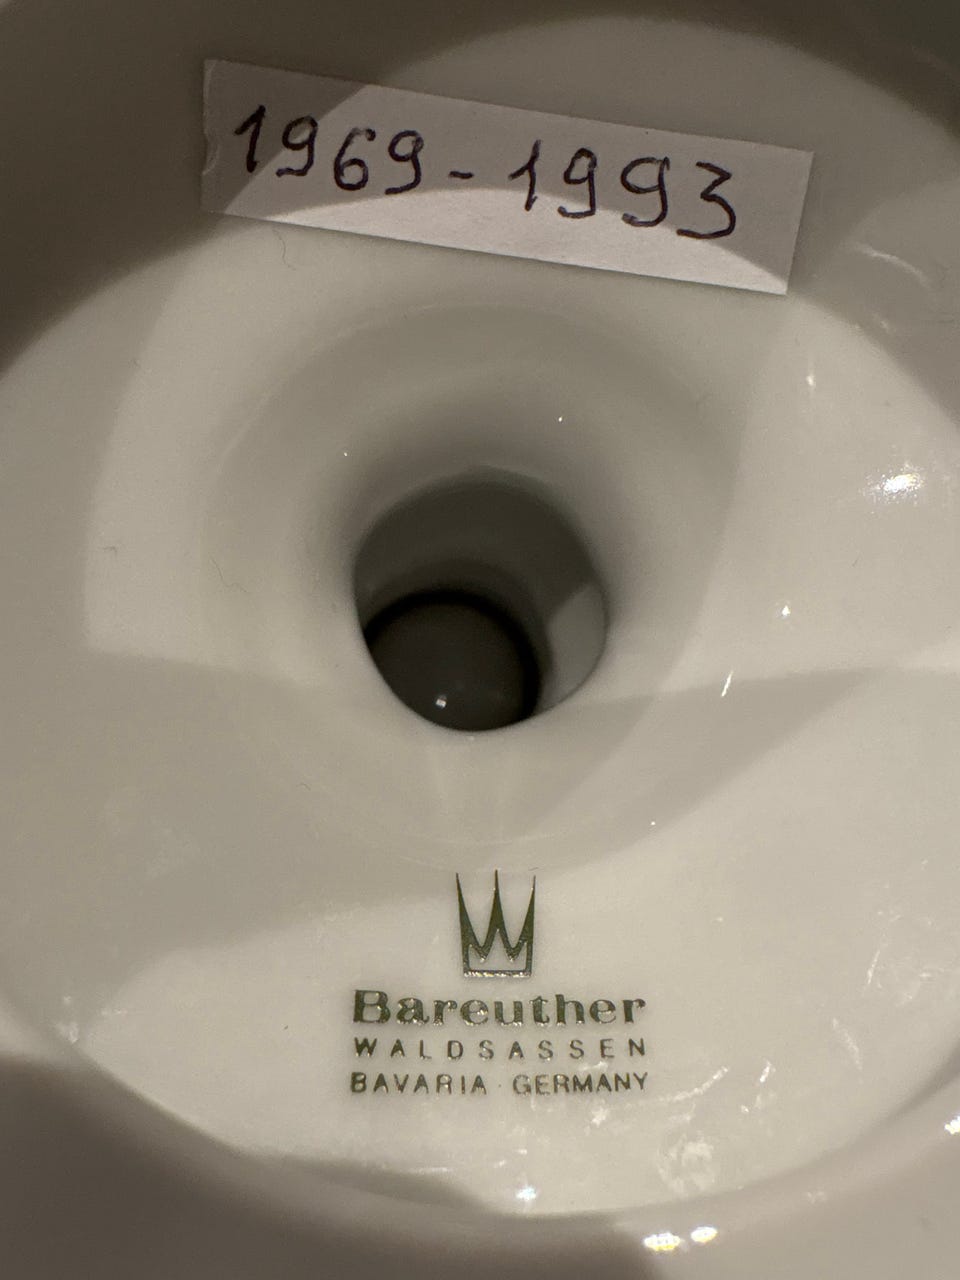 1969-1993
Bareuther
WALDSASSEN
BAVARIA · GERMANY